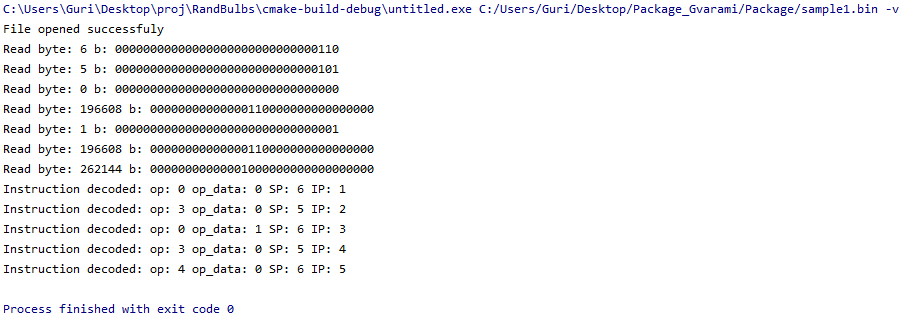 C:\Users\Guri\Desktop\proj\RandBulbs\cmake-build-debug\untitled.exe C:/Users/Guri/Desktop/Package_Gvarami/Package/sample1.bin -v
File opened successfuly
Read byte: 6 b: 00000000000000000000000000000110
Read byte: 5 b: 00000000000000000000000000000101
Read byte: 0 b: 00000000000000000000000000000000
Read byte: 196608 b: 00000000000000110000000000000000
Read byte: 1 b: 00000000000000000000000000000001
Read byte: 196608 b: 00000000000000110000000000000000
Read byte: 262144 b: 00000000000001000000000000000000
Instruction decoded: op: 0 op_data: 0 SP: 6 IP: 1
Instruction decoded: op: 3 op_data: 0 SP: 5 IP: 2
Instruction decoded: op: 0 op_data: 1 SP: 6 IP: 3
Instruction decoded: op: 3 op_data: 0 SP: 5 IP: 4
Instruction decoded: op: 4 op_data: 0 SP: 6 IP: 5
Process finished with exit code 0